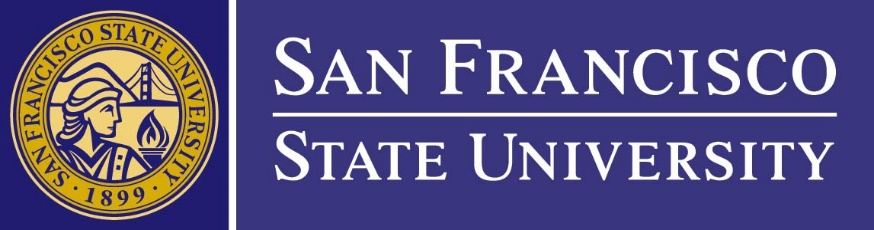 SAN FRANCISCO STATE UNIVERSITY
· 1899 ·
SAN FRANCISCO
STATE UNIVERSITY